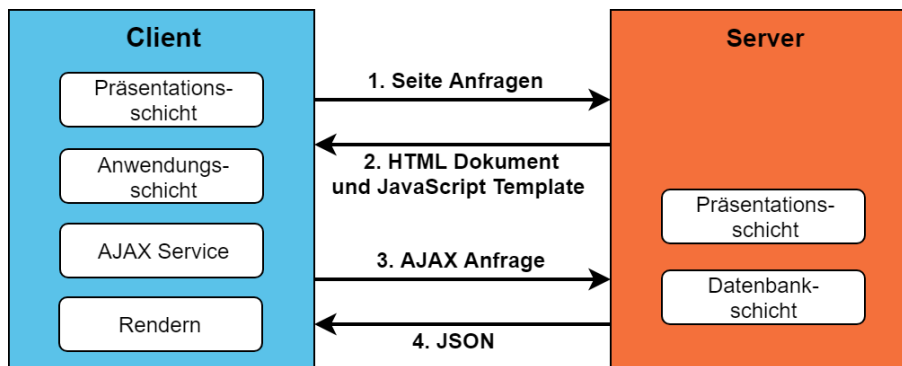 Client
Präsentations-
schicht
Anwendungs-
schicht
AJAX Service
Rendern
1. Seite Anfragen
2. HTML Dokument
und JavaScript Template
3. AJAX Anfrage
4. JSON
Server
Präsentations-
schicht
Datenbank-
schicht